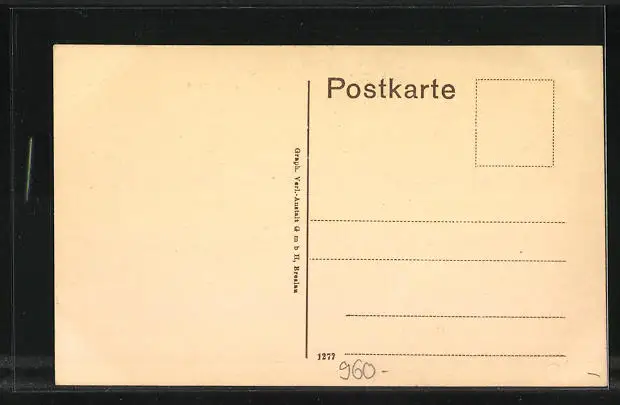 Postkarte
Graph. Verl.-Anstalt G m b H, Breslau
1277
960-